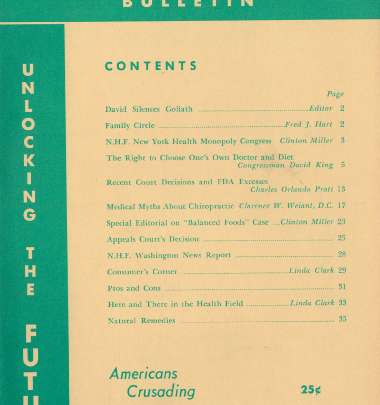 BULLETIN
UNLOCKING
THE
FUTU
CONTENTS
Page
David Silences Goliath ........ Editor 2
Family Circle ........ Fred J. Hart 2
N.H.F. New York Health Monopoly Congress Clinton Miller 3
The Right to Choose One's Own Doctor and Diet
Congressman David King 5
Recent Court Decisions and FDA Excesses
Charles Orlando Pratt 13
Medical Myths About Chiropractic Clarence W. Weiant, D.C. 17
Special Editorial on "Balanced Foods" Case ....Clinton Miller 23
Appeals Court's Decision ........ 25
N.H.F. Washington News Report ........ 28
Consumer's Corner ........ Linda Clark 29
Pros and Cons ........ 31
Here and There in the Health Field ........ Linda Clark 33
Natural Remedies ........ 35
Americans
Crusading
25¢